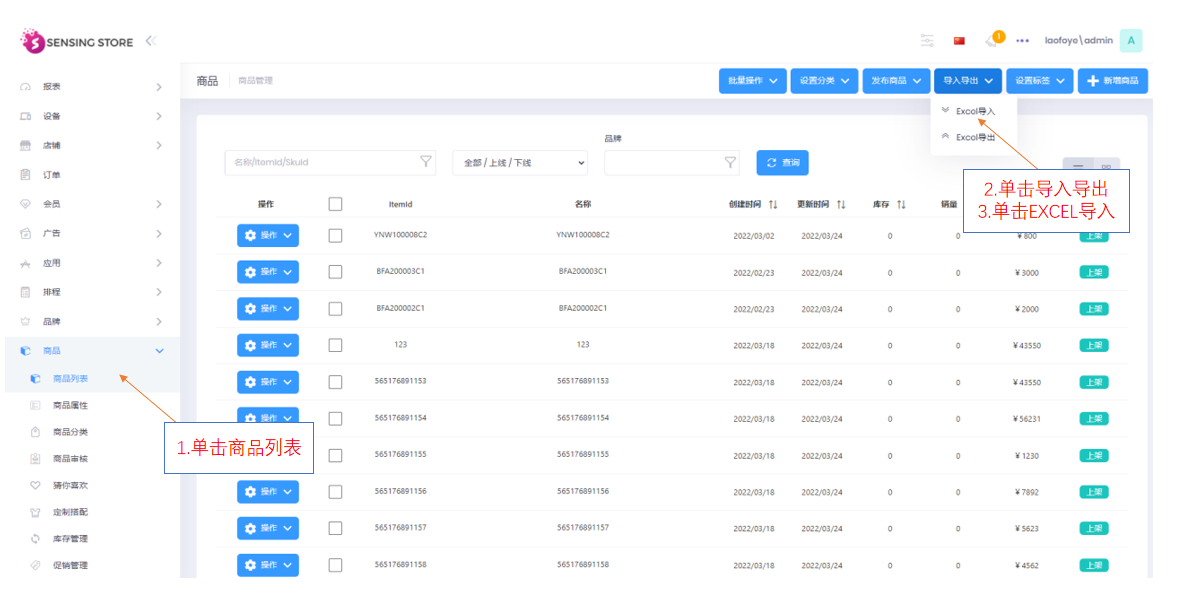 SENSING STORE
1
laofoye\admin
A
报表
设备
店铺
订单
会员
广告
应用
排程
品牌
商品
商品列表
商品属性
商品分类
商品审核
猜你喜欢
定制搭配
库存管理
促销管理
商品 商品管理
批量操作 设置分类 发布商品 导入导出 设置标签 新增商品
Excel导入
Excel导出
品牌
名称/ItemId/SkuId 全部/上线/下线 查询
1.单击商品列表
2.单击导入导出
3.单击EXCEL导入
操作 ItemId 名称 创建时间 更新时间 库存 销量
操作 YNW100008C2 YNW100008C2 2022/03/02 2022/03/24 0 0 ¥800 上架
操作 BFA200003C1 BFA200003C1 2022/02/23 2022/03/24 0 0 ¥3000 上架
操作 BFA200002C1 BFA200002C1 2022/02/23 2022/03/24 0 0 ¥2000 上架
操作 123 123 2022/03/18 2022/03/24 0 0 ¥43550 上架
操作 565176891153 565176891153 2022/03/18 2022/03/24 0 0 ¥43550 上架
操作 565176891154 565176891154 2022/03/18 2022/03/24 0 0 ¥56231 上架
565176891155 565176891155 2022/03/18 2022/03/24 0 0 ¥1230 上架
操作 565176891156 565176891156 2022/03/18 2022/03/24 0 0 ¥7892 上架
操作 565176891157 565176891157 2022/03/18 2022/03/24 0 0 ¥5623 上架
操作 565176891158 565176891158 2022/03/18 2022/03/24 0 0 ¥4562 上架